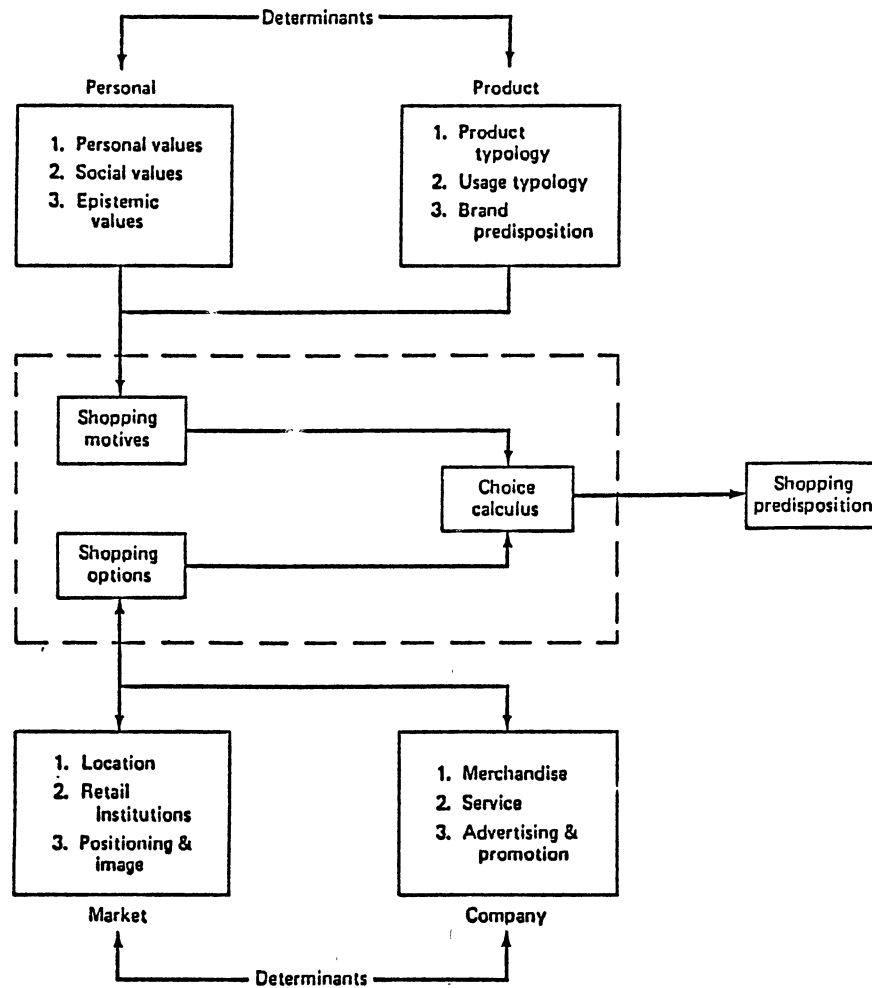 Determinants
Personal
Product
1. Personal values
2. Social values
3. Epistemic
values
1. Product
typology
2. Usage typology
3. Brand
predisposition
Shopping
motives
Choice
calculus
Shopping
predisposition
Shopping
options
1. Location
2. Retail
Institutions
3. Positioning &
image
1. Merchandise
2. Service
3. Advertising &
promotion
Market
Company
Determinants